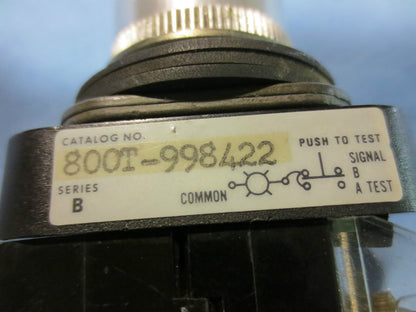 CATALOG NO.
800T-998422
PUSH TO TEST
SERIES
B
COMMON
SIGNAL
B
A TEST